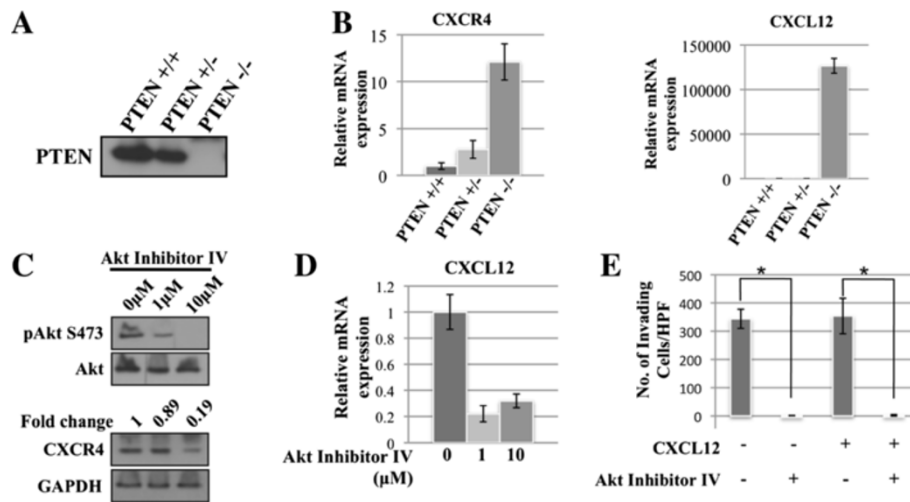 A
PTEN +/+
PTEN +/-
PTEN -/-
PTEN
B
CXCR4
Relative mRNA
expression
15
10
5
0
PTEN +/+
PTEN +/-
PTEN -/-
CXCL12
Relative mRNA
expression
150000
100000
50000
0
PTEN +/+
PTEN +/-
PTEN -/-
C
Akt Inhibitor IV
0μM 1μM 10μM
pAkt S473
Akt
Fold change 1 0.89 0.19
CXCR4
GAPDH
D
CXCL12
Relative mRNA
expression
1.2
1
0.8
0.6
0.4
0.2
0
Akt Inhibitor IV 0 1 10
(μM)
E
No. of Invading
Cells/HPF
500
400
300
200
100
0
* *
CXCL12 - - + +
Akt Inhibitor IV - + - +